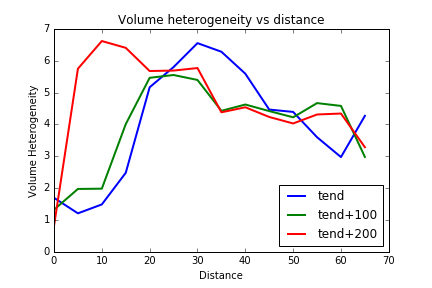 Volume heterogeneity vs distance
7
6
5
4
3
2
1
0
Volume Heterogeneity
0 10 20 30 40 50 60 70
Distance
tend
tend+100
tend+200